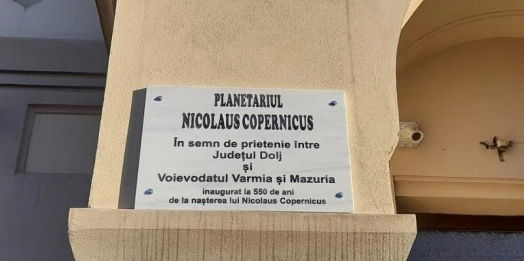 PLANETARIUL
NICOLAUS COPERNICUS
În semn de prietenie între
Județul Dolj
și
Voievodatul Varmia și Mazuria
inaugurat la 550 de ani
de la nașterea lui Nicolaus Copernicus